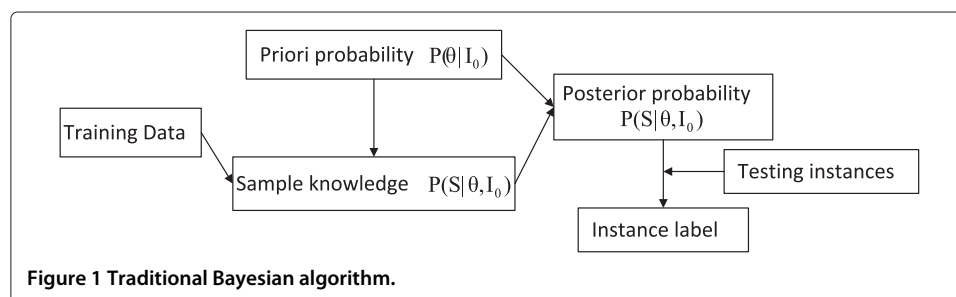 Priori probability P(θ|I₀)
Training Data
Sample knowledge P(S|θ,I₀)
Posterior probability
P(S|θ,I₀)
Testing instances
Instance label
Figure 1 Traditional Bayesian algorithm.